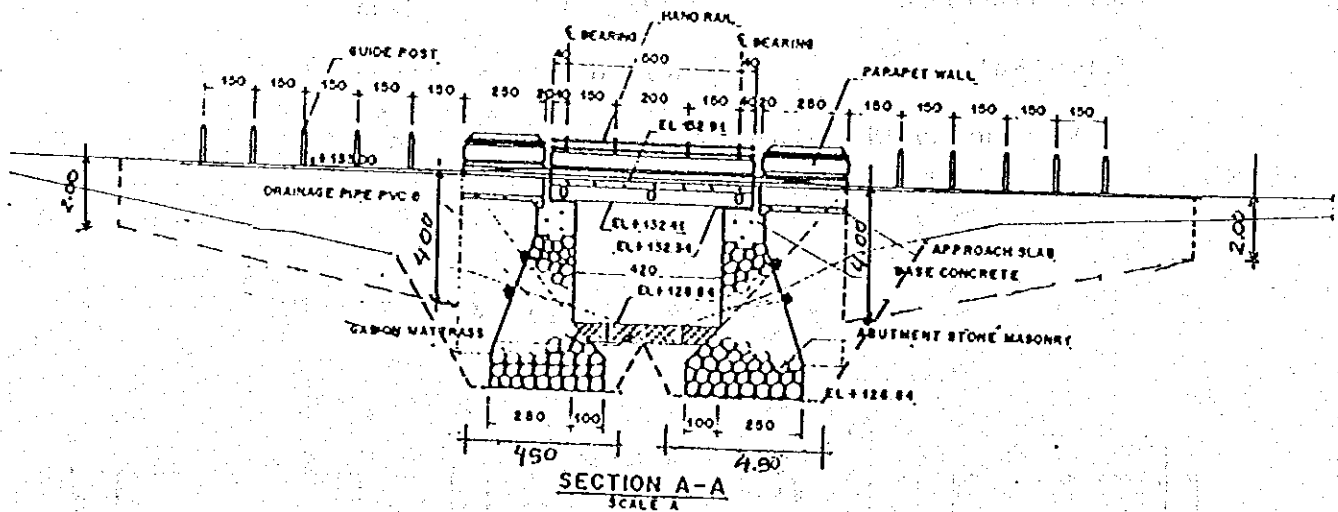 HAND RAIL
℄ BEARING
℄ BEARING
GUIDE POST
40
600
40
PARAPET WALL
150 150 150 150 150 250 20 40 150 200 150 40 20 250 150 150 150 150 150
EL 132.91
DRAINAGE PIPE PVC
2.00
4.00
4.00
2.00
EL+132.41
EL+132.34
APPROACH SLAB
420
BASE CONCRETE
EL+128.84
GABION MATTRASS
ABUTMENT STONE MASONRY
EL+126.84
280 100
100 250
450
4.50
SECTION A-A
SCALE A